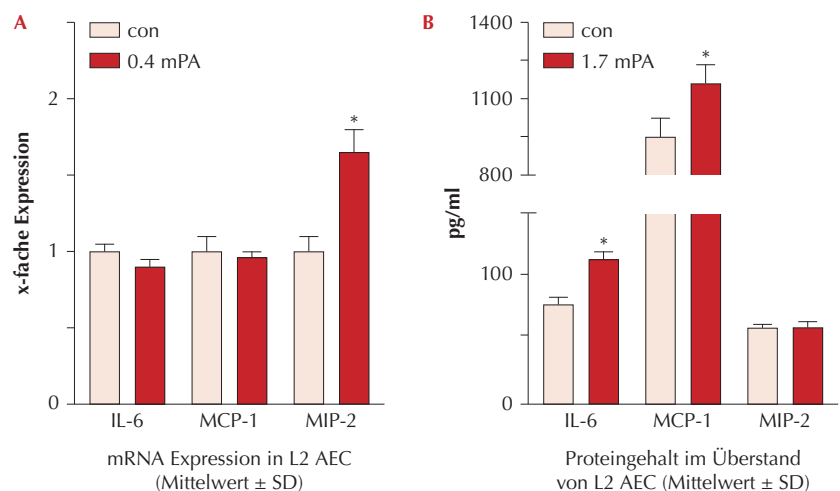 A
con
0.4 mPA
2
1
0
x-fache Expression
*
IL-6
MCP-1
MIP-2
mRNA Expression in L2 AEC
(Mittelwert ± SD)
B
con
1.7 mPA
1400
1100
800
100
0
pg/ml
*
*
IL-6
MCP-1
MIP-2
Proteingehalt im Überstand
von L2 AEC (Mittelwert ± SD)